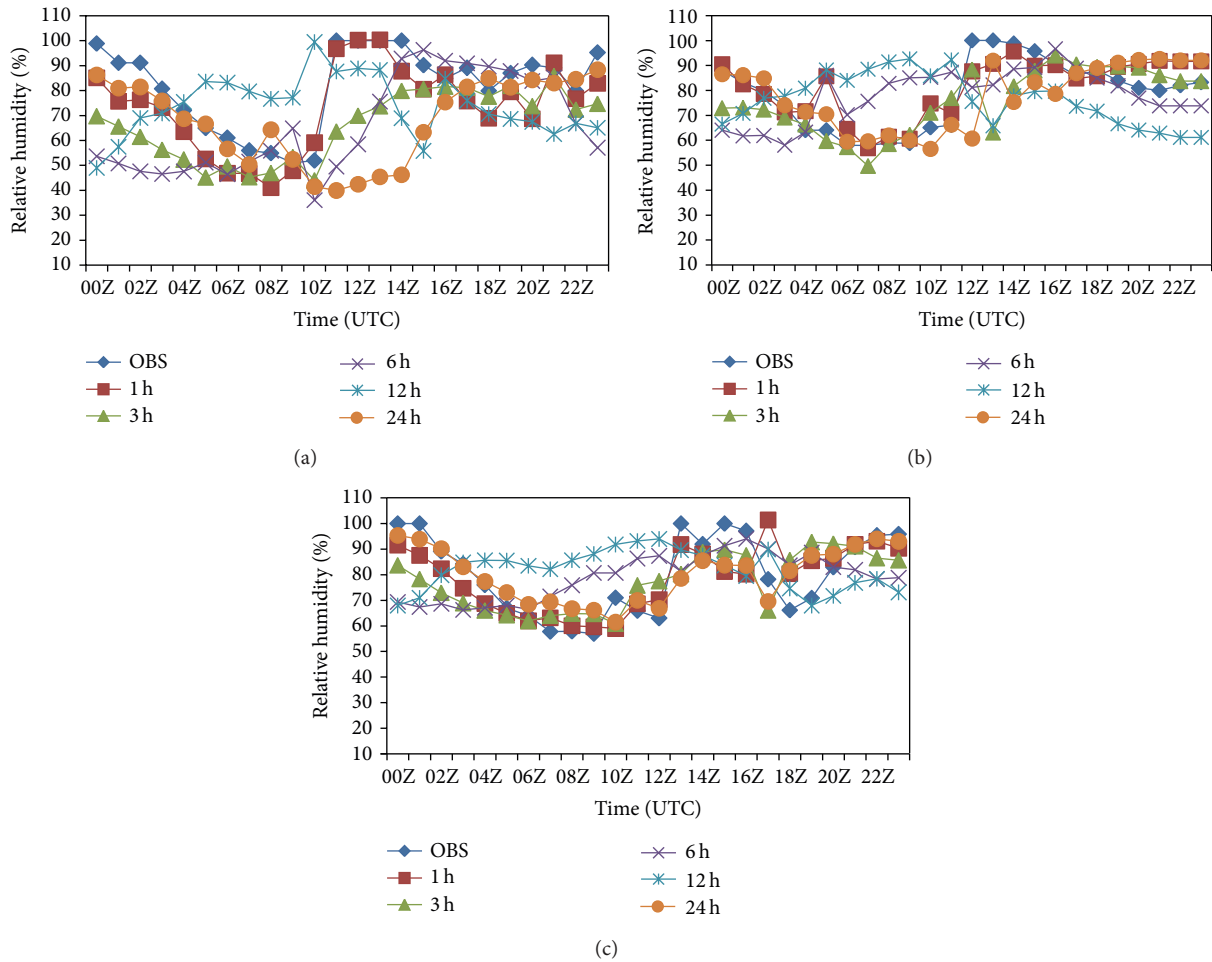 110
100
90
80
70
60
50
40
30
20
10
Relative humidity (%)
00Z 02Z 04Z 06Z 08Z 10Z 12Z 14Z 16Z 18Z 20Z 22Z
Time (UTC)
OBS
1 h
3 h
6 h
12 h
24 h
(a)
110
100
90
80
70
60
50
40
30
20
10
Relative humidity (%)
00Z 02Z 04Z 06Z 08Z 10Z 12Z 14Z 16Z 18Z 20Z 22Z
Time (UTC)
OBS
1 h
3 h
6 h
12 h
24 h
(b)
110
100
90
80
70
60
50
40
30
20
10
Relative humidity (%)
00Z 02Z 04Z 06Z 08Z 10Z 12Z 14Z 16Z 18Z 20Z 22Z
Time (UTC)
OBS
1 h
3 h
6 h
12 h
24 h
(c)